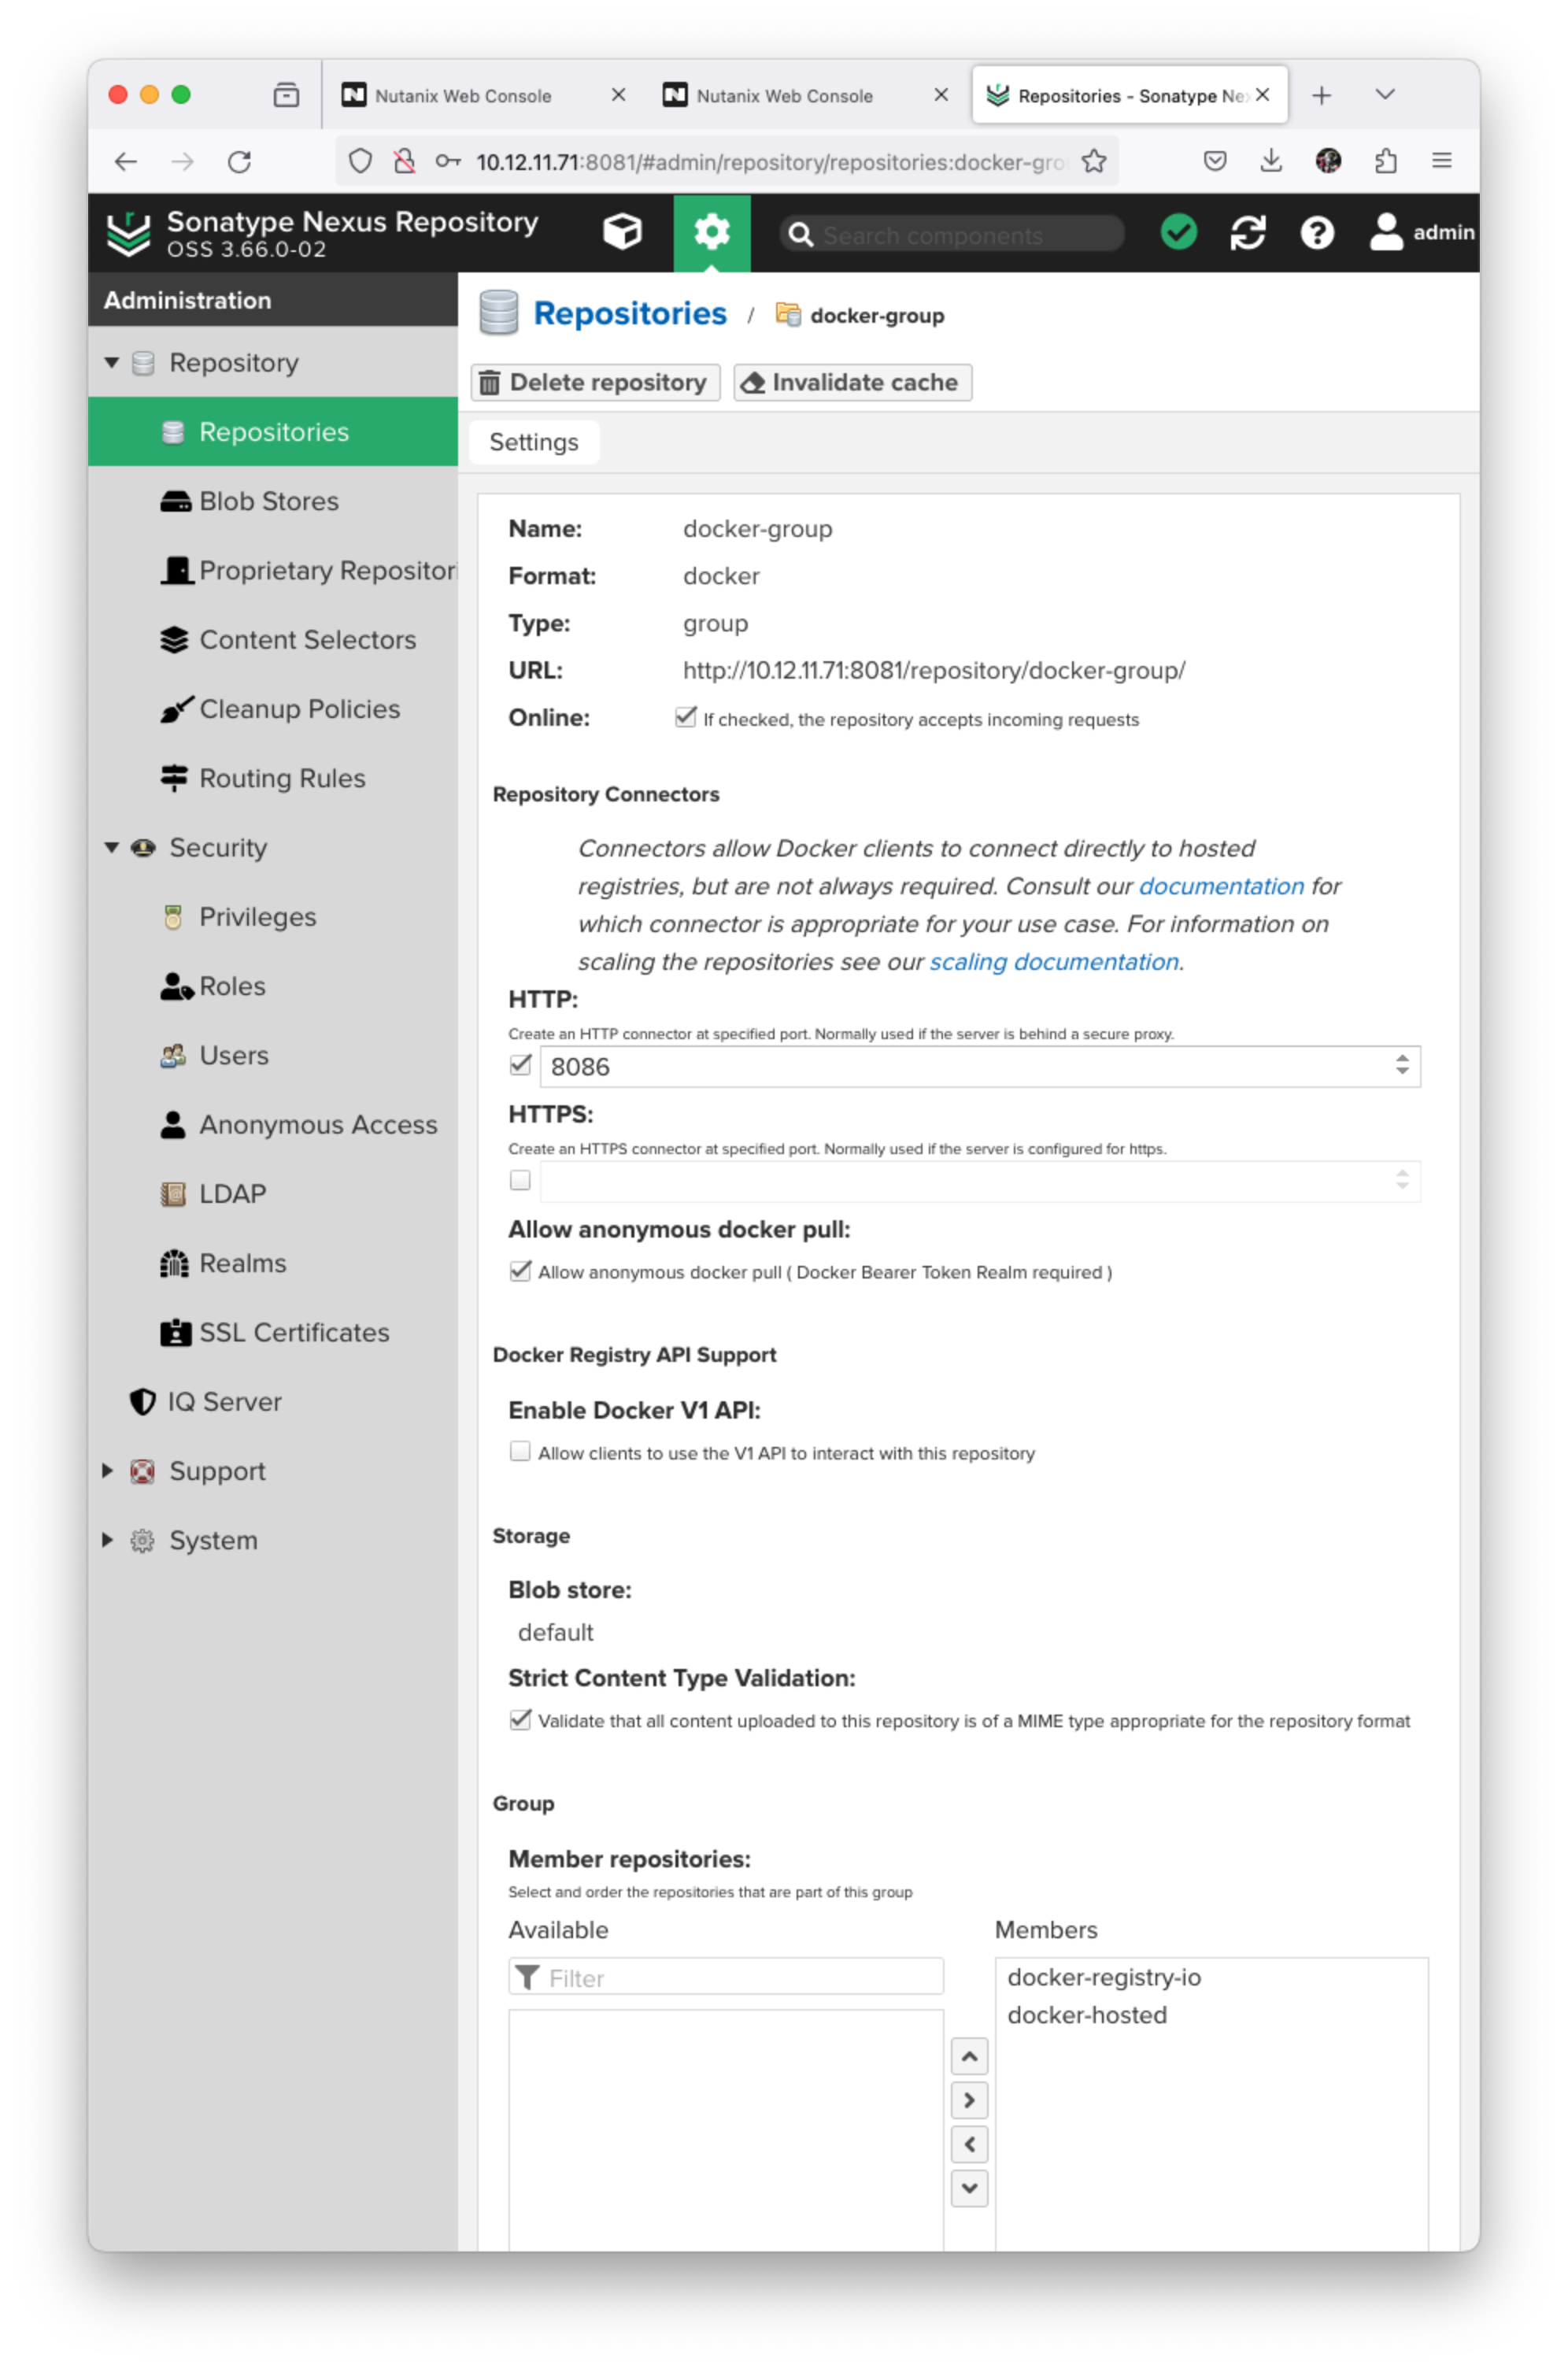 Nutanix Web Console
Nutanix Web Console
Repositories - Sonatype Ne
10.12.11.71:8081/#admin/repository/repositories:docker-gro
Sonatype Nexus Repository
OSS 3.66.0-02
Search components
admin
Administration
Repository
Repositories
Blob Stores
Proprietary Repositori
Content Selectors
Cleanup Policies
Routing Rules
Security
Privileges
Roles
Users
Anonymous Access
LDAP
Realms
SSL Certificates
IQ Server
Support
System
Repositories / docker-group
Delete repository
Invalidate cache
Settings
Name: docker-group
Format: docker
Type: group
URL: http://10.12.11.71:8081/repository/docker-group/
Online: If checked, the repository accepts incoming requests
Repository Connectors
Connectors allow Docker clients to connect directly to hosted
registries, but are not always required. Consult our documentation for
which connector is appropriate for your use case. For information on
scaling the repositories see our scaling documentation.
HTTP:
Create an HTTP connector at specified port. Normally used if the server is behind a secure proxy.
8086
HTTPS:
Create an HTTPS connector at specified port. Normally used if the server is configured for https.
Allow anonymous docker pull:
Allow anonymous docker pull ( Docker Bearer Token Realm required )
Docker Registry API Support
Enable Docker V1 API:
Allow clients to use the V1 API to interact with this repository
Storage
Blob store:
default
Strict Content Type Validation:
Validate that all content uploaded to this repository is of a MIME type appropriate for the repository format
Group
Member repositories:
Select and order the repositories that are part of this group
Available
Filter
Members
docker-registry-io
docker-hosted